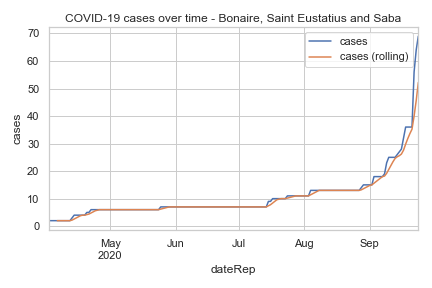 COVID-19 cases over time - Bonaire, Saint Eustatius and Saba
cases
cases (rolling)
70
60
50
40
30
20
10
0
cases
May
2020
Jun
Jul
Aug
Sep
dateRep